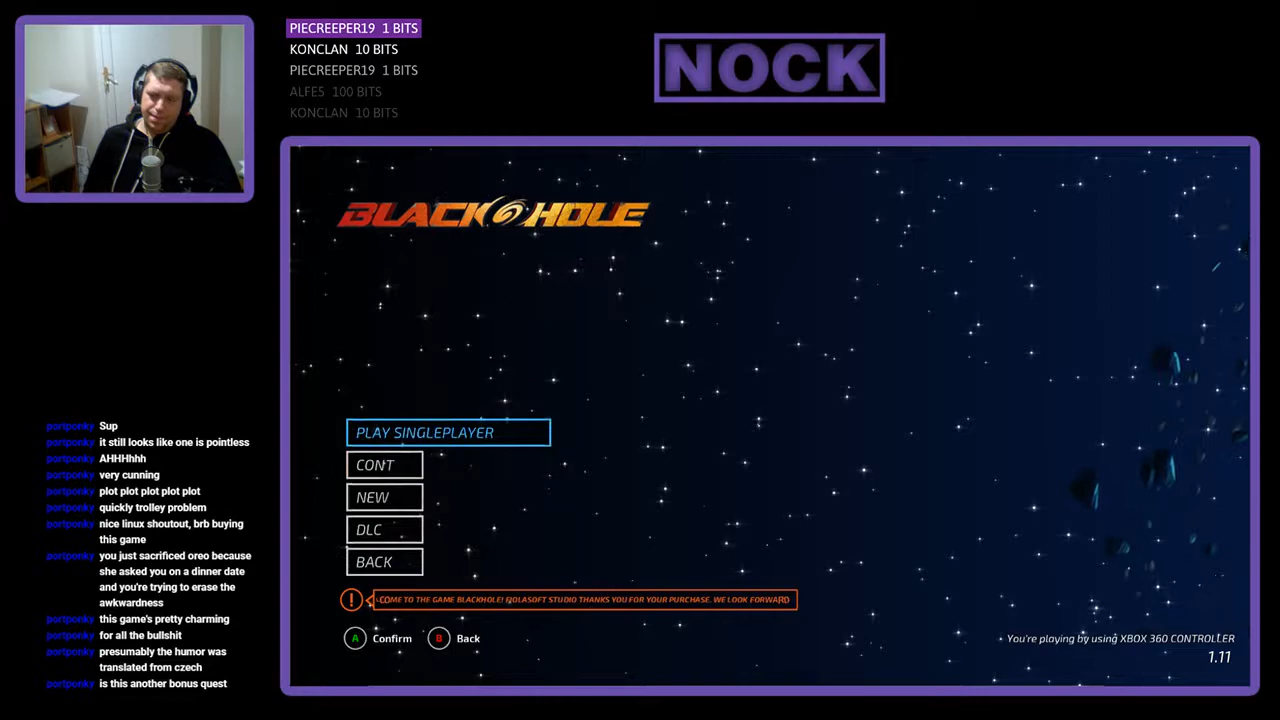 PIECREEPER19 1 BITS
KONCLAN 10 BITS
PIECREEPER19 1 BITS
ALFE5 100 BITS
KONCLAN 10 BITS
NOCK
BLACKHOLE
PLAY SINGLEPLAYER
CONT
NEW
DLC
BACK
COME TO THE GAME BLACKHOLE! FIOLASOFT STUDIO THANKS YOU FOR YOUR PURCHASE. WE LOOK FORWARD
A Confirm B Back
You're playing by using XBOX 360 CONTROLLER
1.11
portponky Sup
portponky it still looks like one is pointless
portponky AHHHhhh
portponky very cunning
portponky plot plot plot plot plot
portponky quickly trolley problem
portponky nice linux shoutout, brb buying
this game
portponky you just sacrificed oreo because
she asked you on a dinner date
and you're trying to erase the
awkwardness
portponky this game's pretty charming
portponky for all the bullshit
portponky presumably the humor was
translated from czech
portponky is this another bonus quest